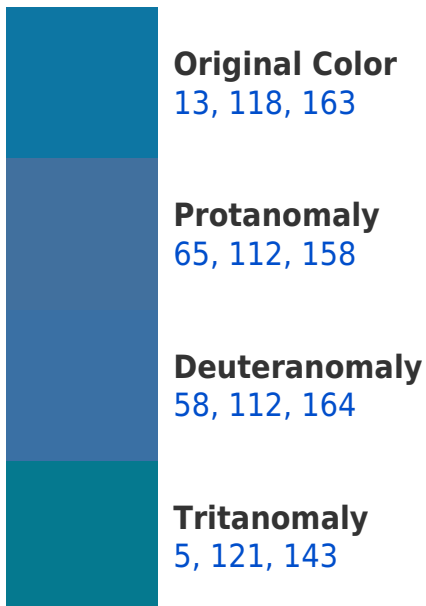 Original Color
13, 118, 163
Protanomaly
65, 112, 158
Deuteranomaly
58, 112, 164
Tritanomaly
5, 121, 143